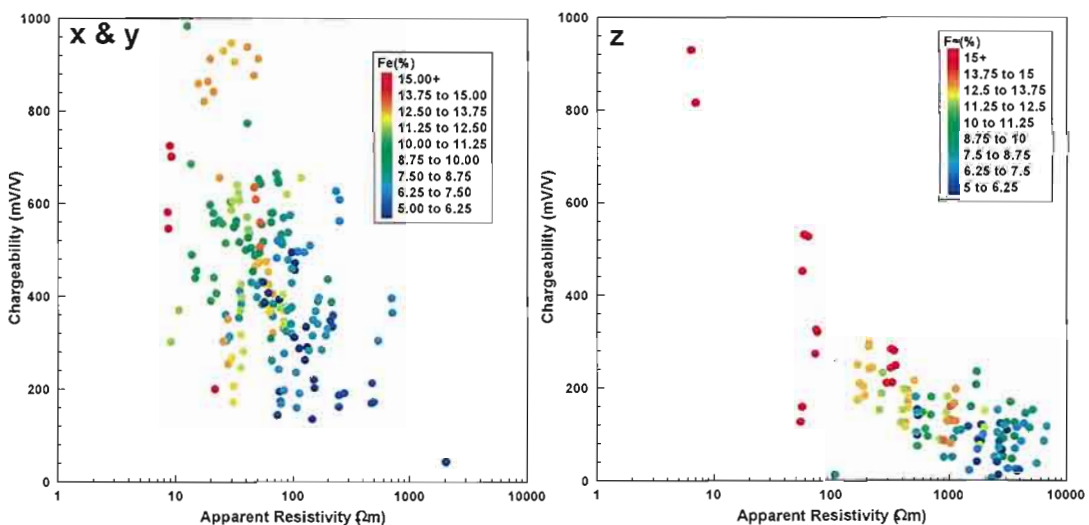 x & y
Fe(%)
15.00+
13.75 to 15.00
12.50 to 13.75
11.25 to 12.50
10.00 to 11.25
8.75 to 10.00
7.50 to 8.75
6.25 to 7.50
5.00 to 6.25
1000
800
600
400
200
0
Chargeability (mV/V)
1
10
100
1000
10000
Apparent Resistivity (Ωm)
z
F=(%)
15+
13.75 to 15
12.5 to 13.75
11.25 to 12.5
10 to 11.25
8.75 to 10
7.5 to 8.75
6.25 to 7.5
5 to 6.25
1000
800
600
400
200
0
Chargeability (mV/V)
1
10
100
1000
10000
Apparent Resistivity (Ωm)